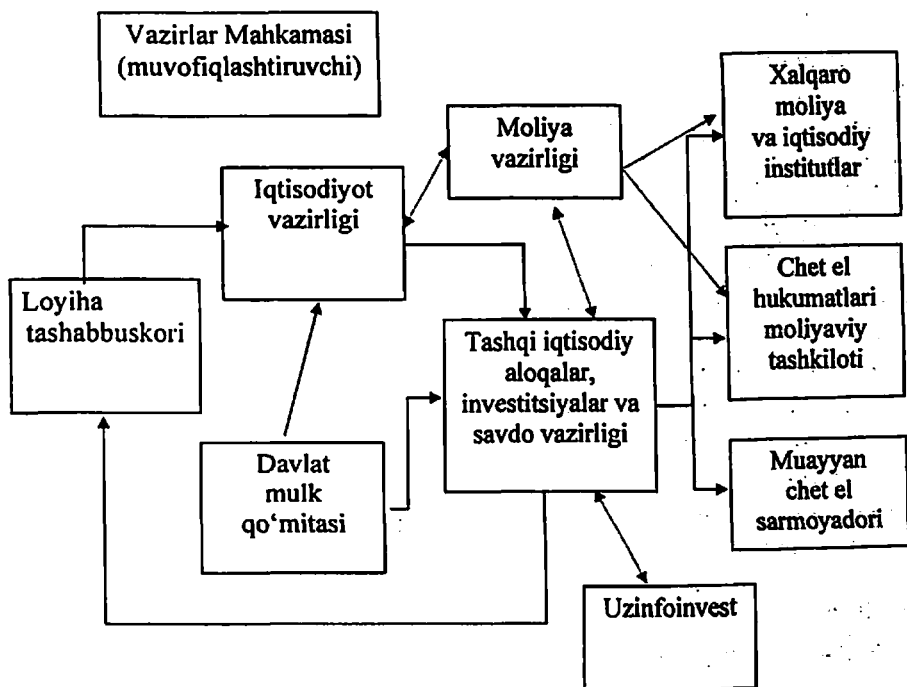 Vazirlar Mahkamasi
(muvofiqlashtiruvchi)
Xalqaro
moliya
va iqtisodiy
institutlar
Moliya
vazirligi
Iqtisodiyot
vazirligi
Loyiha
tashabbuskori
Chet el
hukumatlari
moliyaviy
tashkiloti
Tashqi iqtisodiy
aloqalar,
investitsiyalar va
savdo vazirligi
Davlat
mulk
qo‘mitasi
Muayyan
chet el
sarmoyadori
Uzinfoinvest